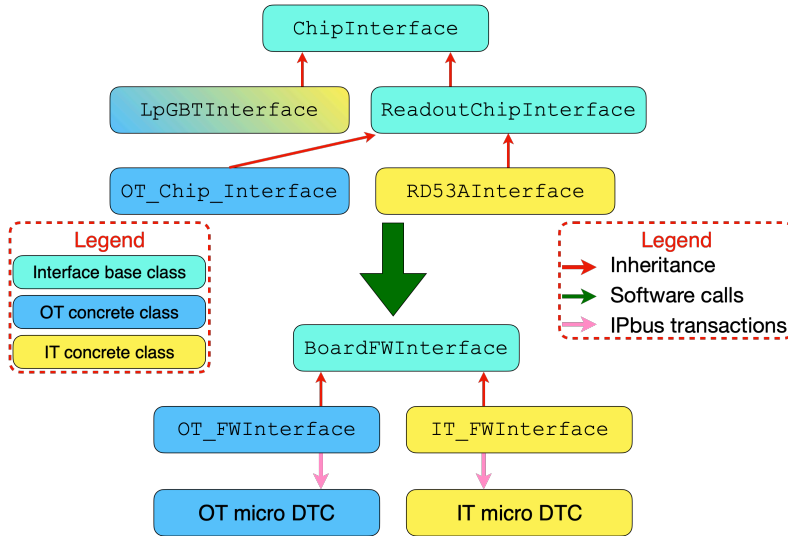 ChipInterface
LpGBTInterface
ReadoutChipInterface
OT_Chip_Interface
RD53AInterface
Legend
Interface base class
OT concrete class
IT concrete class
Legend
Inheritance
Software calls
IPbus transactions
BoardFWInterface
OT_FWInterface
IT_FWInterface
OT micro DTC
IT micro DTC